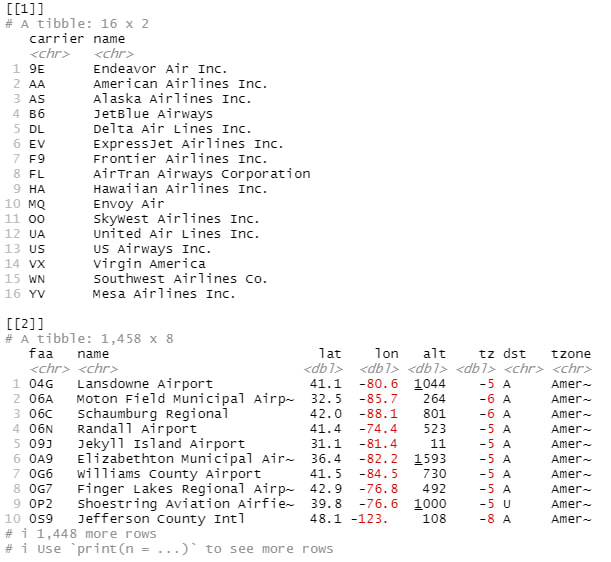 [[1]]
# A tibble: 16 x 2
   carrier name
   <chr>   <chr>
 1 9E      Endeavor Air Inc.
 2 AA      American Airlines Inc.
 3 AS      Alaska Airlines Inc.
 4 B6      JetBlue Airways
 5 DL      Delta Air Lines Inc.
 6 EV      ExpressJet Airlines Inc.
 7 F9      Frontier Airlines Inc.
 8 FL      AirTran Airways Corporation
 9 HA      Hawaiian Airlines Inc.
10 MQ      Envoy Air
11 OO      SkyWest Airlines Inc.
12 UA      United Air Lines Inc.
13 US      US Airways Inc.
14 VX      Virgin America
15 WN      Southwest Airlines Co.
16 YV      Mesa Airlines Inc.
[[2]]
# A tibble: 1,458 x 8
   faa   name                             lat    lon   alt    tz dst   tzone
   <chr> <chr>                          <dbl>  <dbl> <dbl> <dbl> <chr> <chr>
 1 04G   Lansdowne Airport               41.1  -80.6  1044    -5 A     Amer~
 2 06A   Moton Field Municipal Airp~     32.5  -85.7   264    -6 A     Amer~
 3 06C   Schaumburg Regional             42.0  -88.1   801    -6 A     Amer~
 4 06N   Randall Airport                 41.4  -74.4   523    -5 A     Amer~
 5 09J   Jekyll Island Airport           31.1  -81.4    11    -5 A     Amer~
 6 0A9   Elizabethton Municipal Air~     36.4  -82.2  1593    -5 A     Amer~
 7 0G6   Williams County Airport         41.5  -84.5   730    -5 A     Amer~
 8 0G7   Finger Lakes Regional Airp~     42.9  -76.8   492    -5 A     Amer~
 9 0P2   Shoestring Aviation Airfie~     39.8  -76.6  1000    -5 U     Amer~
10 0S9   Jefferson County Intl           48.1 -123.    108    -8 A     Amer~
# i 1,448 more rows
# i Use `print(n = ...)` to see more rows